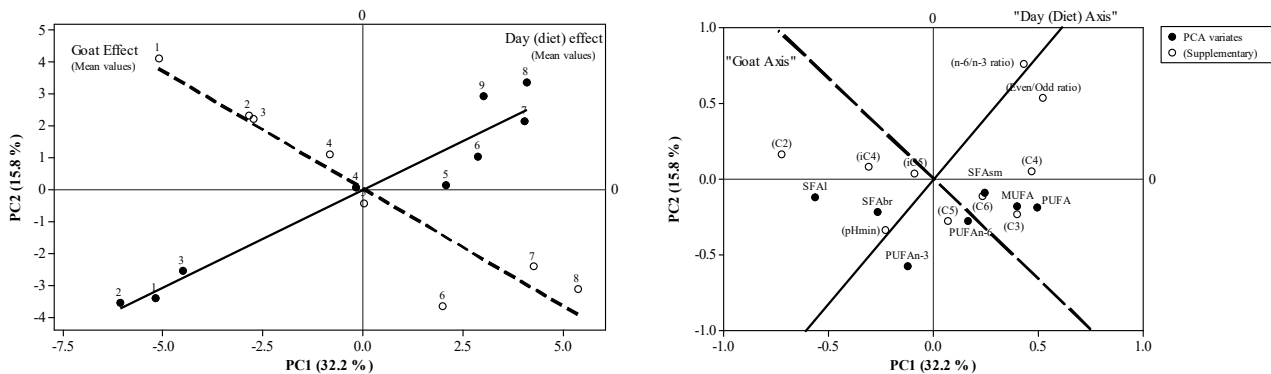 0
5
4
3
2
1
0
-1
-2
-3
-4
PC2 (15.8 %)
Goat Effect
(Mean values)
Day (diet) effect
(Mean values)
1
2
3
4
4
6
7
8
5
6
7
8
9
3
2
1
0
-7.5
-5.0
-2.5
0.0
2.5
5.0
PC1 (32.2 %)
0
"Day (Diet) Axis"
"Goat Axis"
1.0
0.5
0.0
-0.5
-1.0
PC2 (15.8 %)
(n-6/n-3 ratio)
(Even/Odd ratio)
(C2)
(iC4)
(iC5)
(C4)
SFAsm
SFAl
SFAbr
MUFA
PUFA
(C6)
(C5)
(C3)
(pHmin)
PUFAn-6
PUFAn-3
0
-1.0
-0.5
0.0
0.5
1.0
PC1 (32.2 %)
PCA variates
(Supplementary)